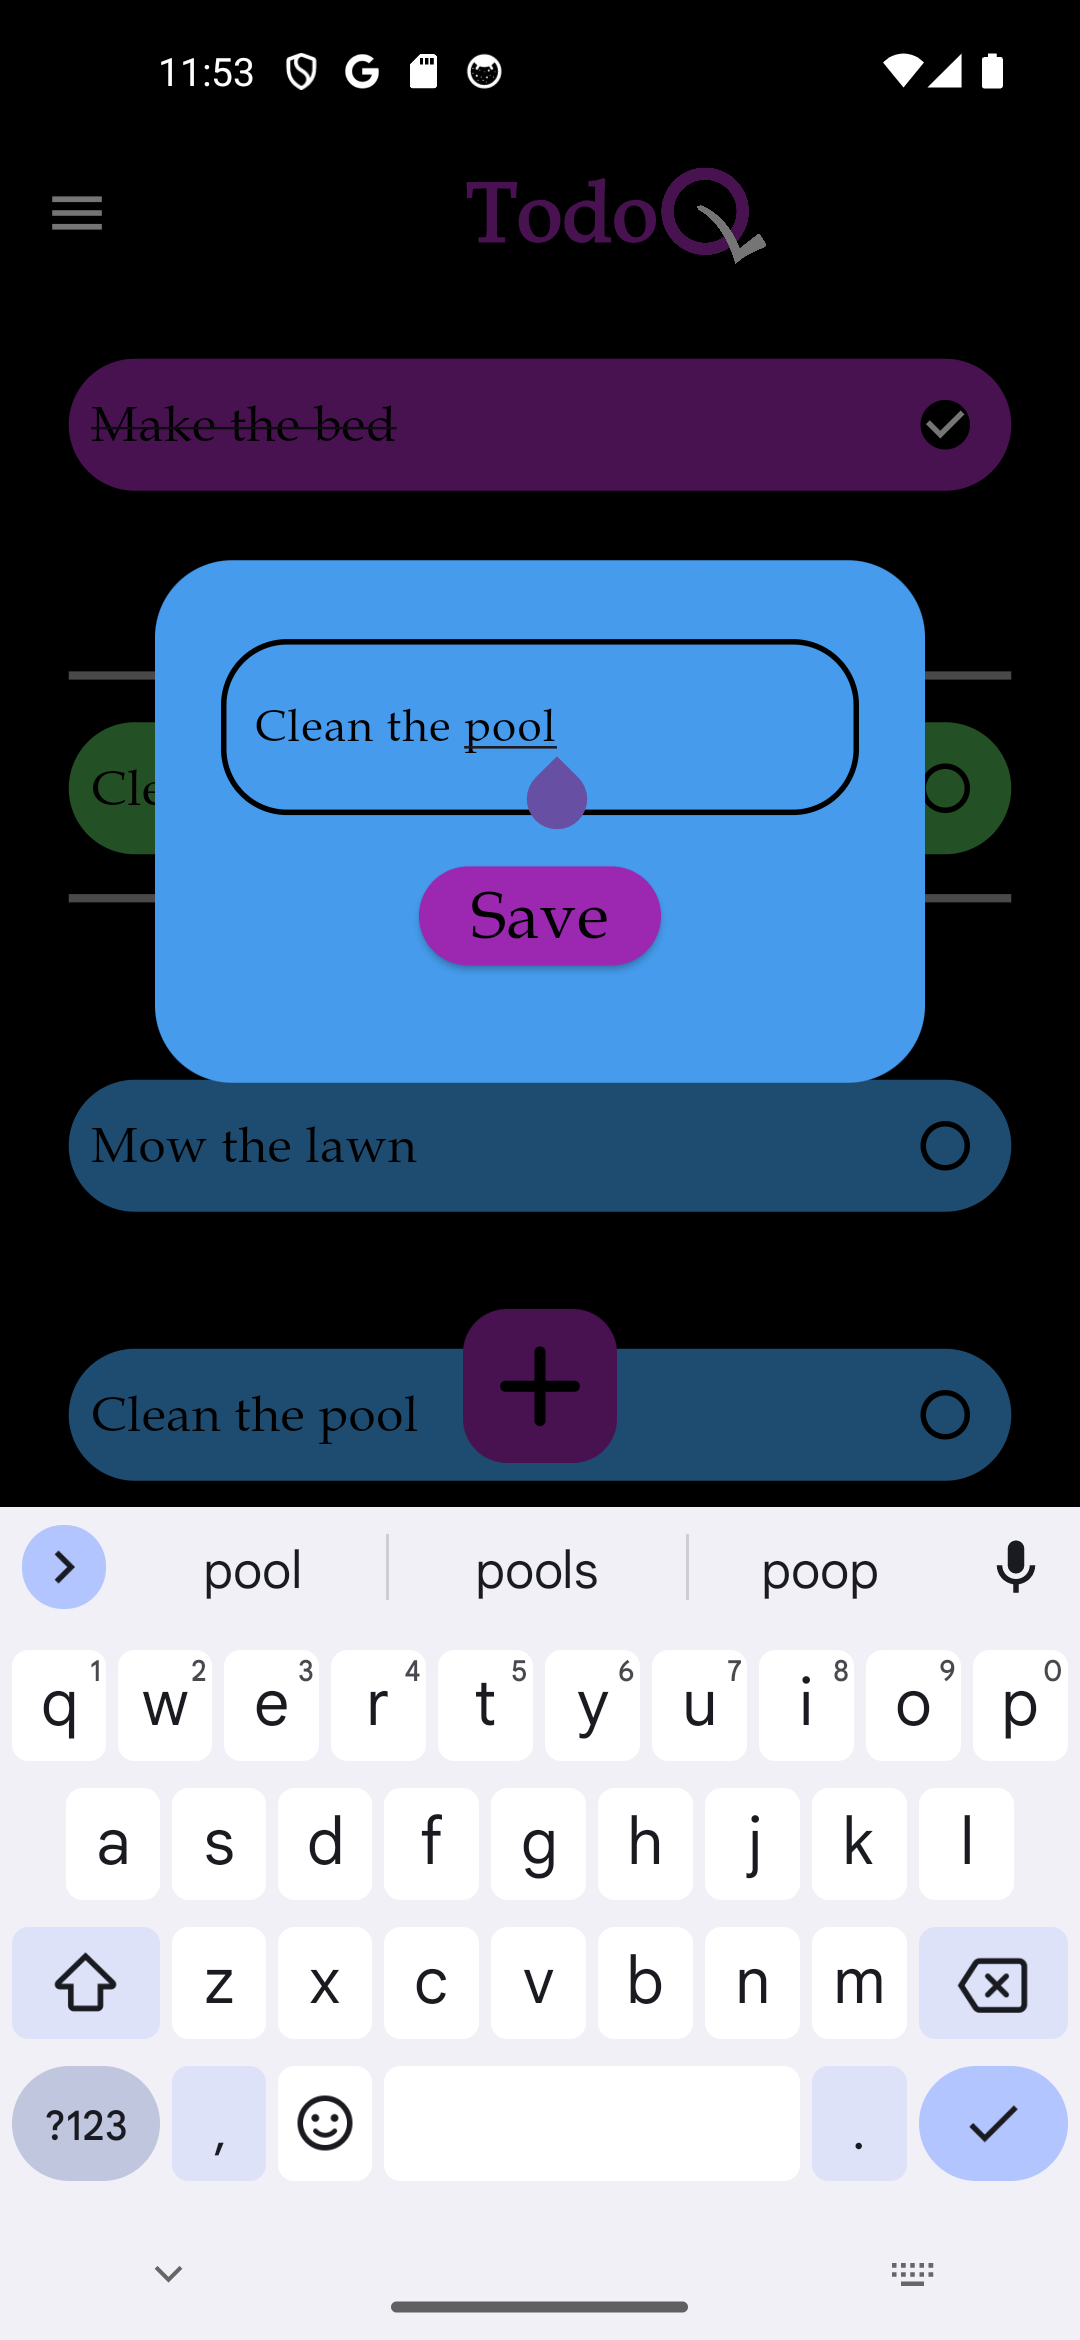 11:53
Todo
Make the bed
Clean the pool
Cle
Save
Mow the lawn
Clean the pool
pool pools poop
q 1 w 2 e 3 r 4 t 5 y 6 u 7 i 8 o 9 p 0
a s d f g h j k l
z x c v b n m
?123 , .